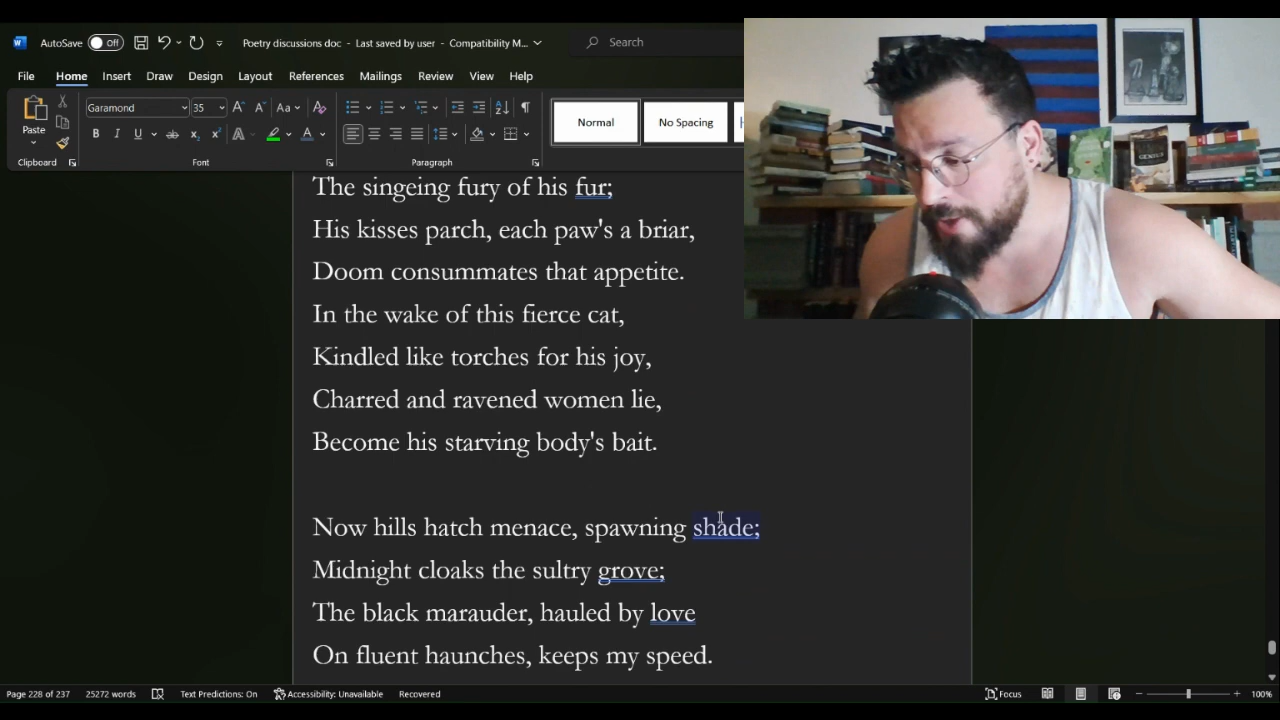 AutoSave Off Poetry discussions doc - Last saved by user - Compatibility M... Search
File Home Insert Draw Design Layout References Mailings Review View Help
Paste Garamond 35 Aa Normal No Spacing
B I U ab x2 x2 A A
Clipboard Font Paragraph
The singeing fury of his fur;
His kisses parch, each paw's a briar,
Doom consummates that appetite.
In the wake of this fierce cat,
Kindled like torches for his joy,
Charred and ravened women lie,
Become his starving body's bait.
Now hills hatch menace, spawning shade;
Midnight cloaks the sultry grove;
The black marauder, hauled by love
On fluent haunches, keeps my speed.
Page 228 of 237 25272 words Text Predictions: On Accessibility: Unavailable Recovered Focus 100%